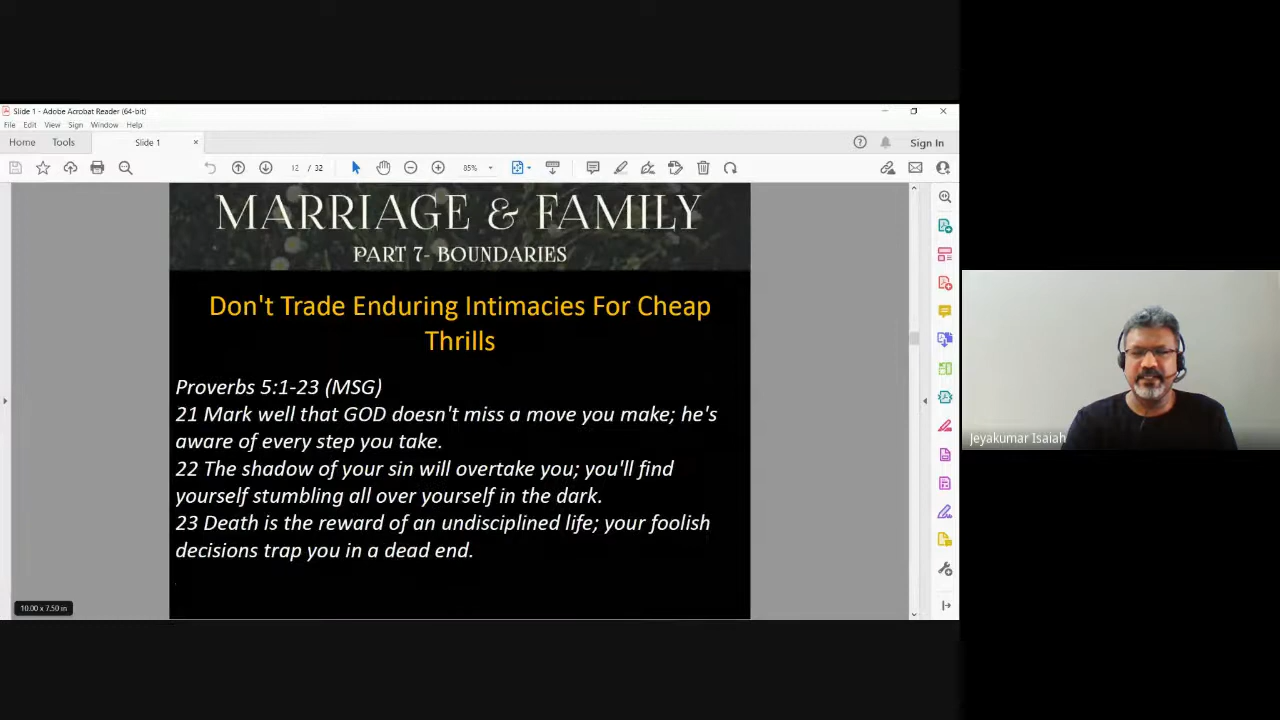 Slide 1 - Adobe Acrobat Reader (64-bit)
File Edit View Sign Window Help
Home Tools Slide 1 × Sign In
12 / 32 85%
MARRIAGE & FAMILY
PART 7- BOUNDARIES
Don't Trade Enduring Intimacies For Cheap
Thrills
Proverbs 5:1-23 (MSG)
21 Mark well that GOD doesn't miss a move you make; he's
aware of every step you take.
22 The shadow of your sin will overtake you; you'll find
yourself stumbling all over yourself in the dark.
23 Death is the reward of an undisciplined life; your foolish
decisions trap you in a dead end.
10.00 x 7.50 in
Jeyakumar Isaiah